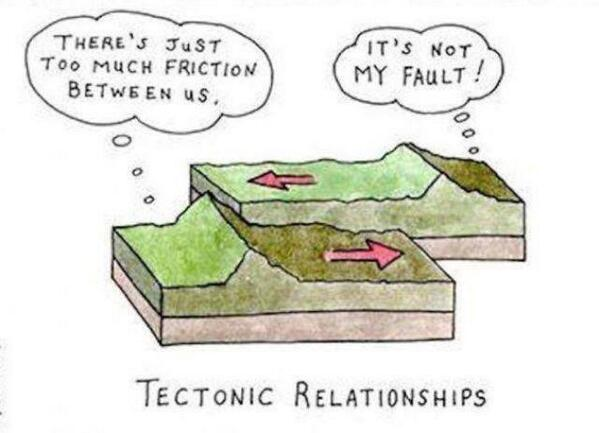 THERE'S JUST
TOO MUCH FRICTION
BETWEEN US.
IT'S NOT
MY FAULT!
TECTONIC RELATIONSHIPS